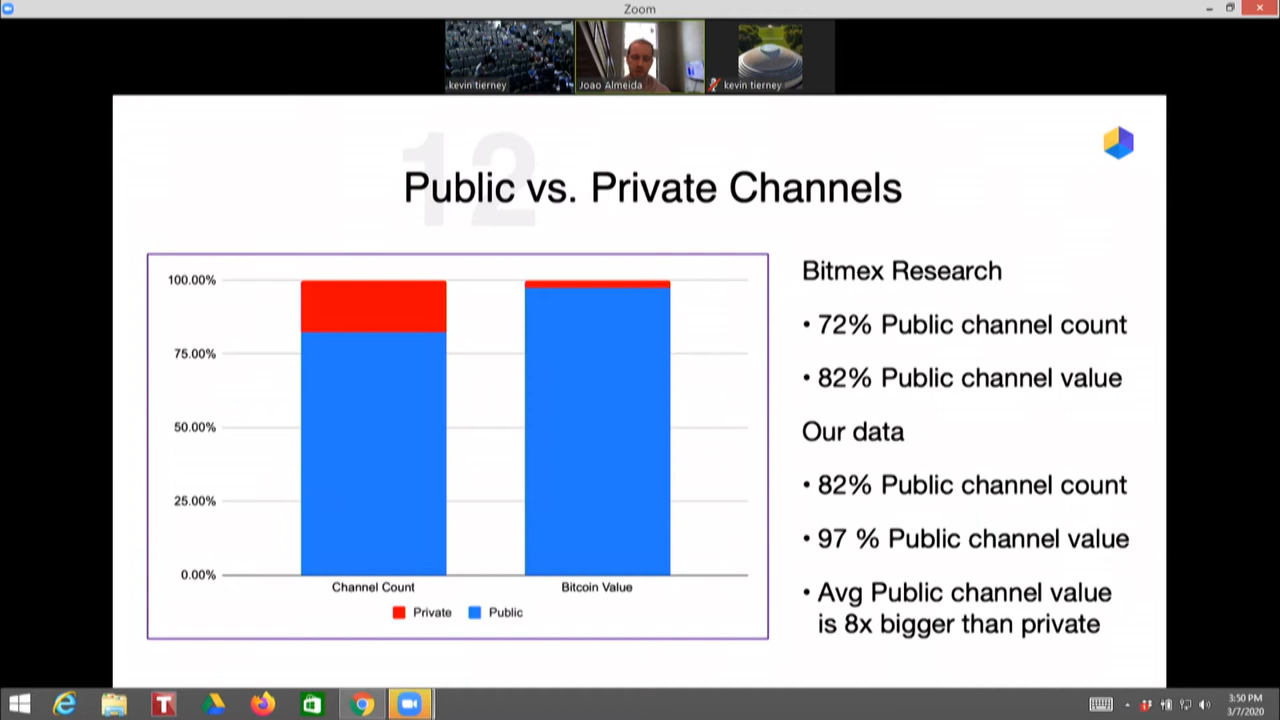 Zoom
kevin tierney
Joao Almeida
kevin tierney
12
Public vs. Private Channels
100.00%
75.00%
50.00%
25.00%
0.00%
Channel Count
Bitcoin Value
Private
Public
Bitmex Research
• 72% Public channel count
• 82% Public channel value
Our data
• 82% Public channel count
• 97 % Public channel value
• Avg Public channel value
is 8x bigger than private
3:50 PM
3/7/2020